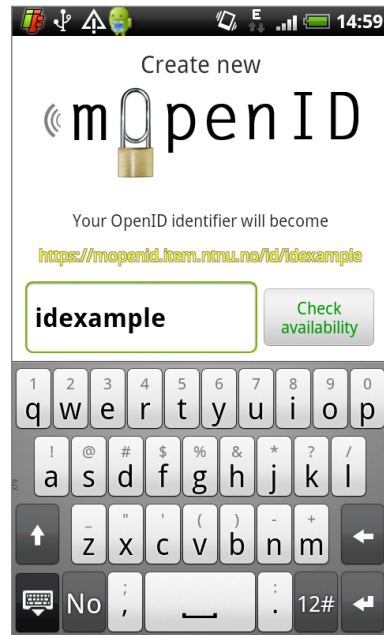 E 14:59
Create new
mOpenID
Your OpenID identifier will become
https://mopenid.item.ntnu.no/id/idexample
idexample
Check
availability
1 2 3 4 5 6 7 8 9 0
q w e r t y u i o p
! @ # $ % & * ? /
a s d f g h j k l
_ " ' ( ) - +
z x c v b n m
; :
No , . 12#
XT9